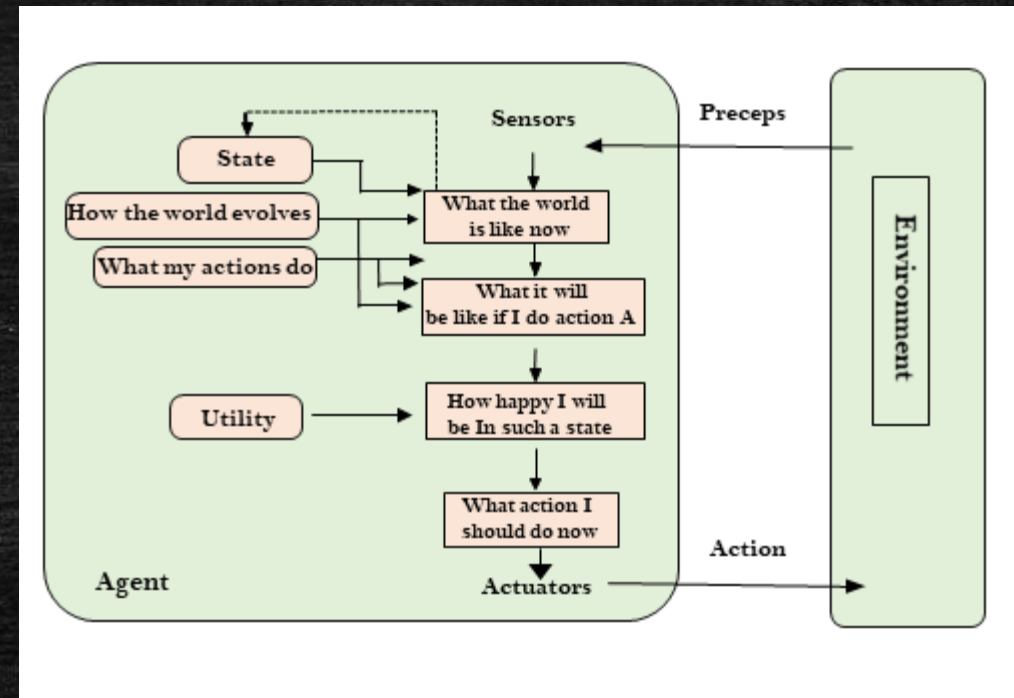 Sensors
Preceps
State
What the world
is like now
How the world evolves
What my actions do
What it will
be like if I do action A
Environment
Utility
How happy I will
be In such a state
What action I
should do now
Action
Agent
Actuators